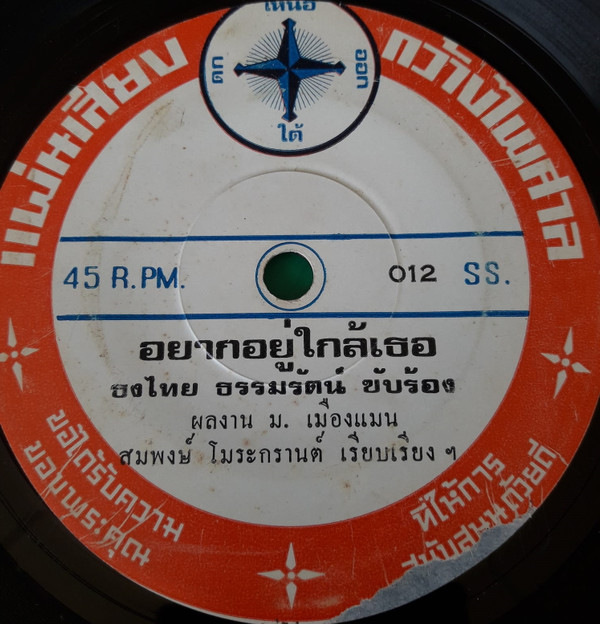 แผ่นเสียง
กว้างไพศาล
เหนือ
ตก
ออก
ใต้
45 R.PM.
012 SS.
อยากอยู่ใกล้เธอ
ธงไทย ธรรมรัตน์ ขับร้อง
ผลงาน ม. เมืองแมน
สมพงษ์ โมระกรานต์ เรียบเรียง ๆ
ขอได้รับความ
ขอบพระคุณ
ที่ให้การ
สนับสนุนด้วยดี